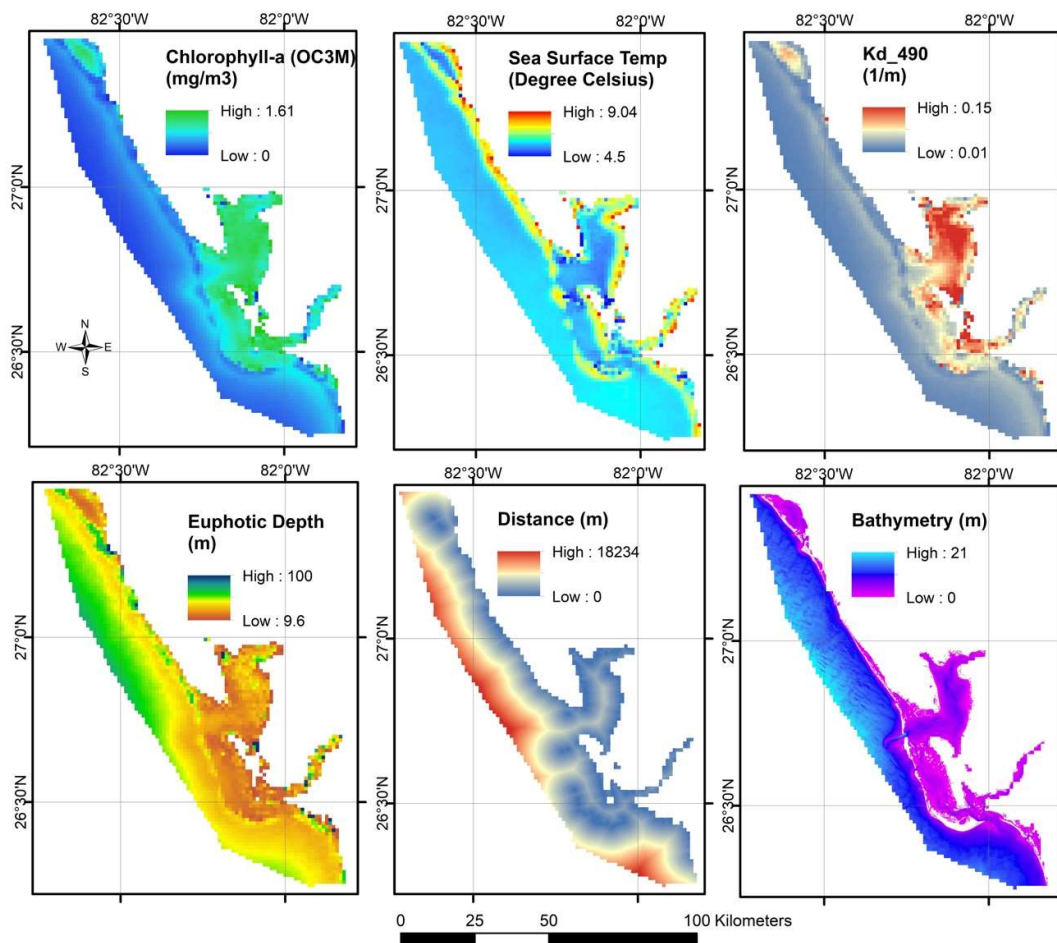 82°30'W 82°0'W 82°30'W 82°0'W 82°30'W 82°0'W
Chlorophyll-a (OC3M)
(mg/m3)
High : 1.61
Low : 0
Sea Surface Temp
(Degree Celsius)
High : 9.04
Low : 4.5
Kd_490
(1/m)
High : 0.15
Low : 0.01
27°0'N
26°30'N
27°0'N
26°30'N
27°0'N
26°30'N
N
W E
S
82°30'W 82°0'W 82°30'W 82°0'W 82°30'W 82°0'W
Euphotic Depth
(m)
High : 100
Low : 9.6
Distance (m)
High : 18234
Low : 0
Bathymetry (m)
High : 21
Low : 0
27°0'N
26°30'N
27°0'N
26°30'N
27°0'N
26°30'N
0 25 50 100 Kilometers